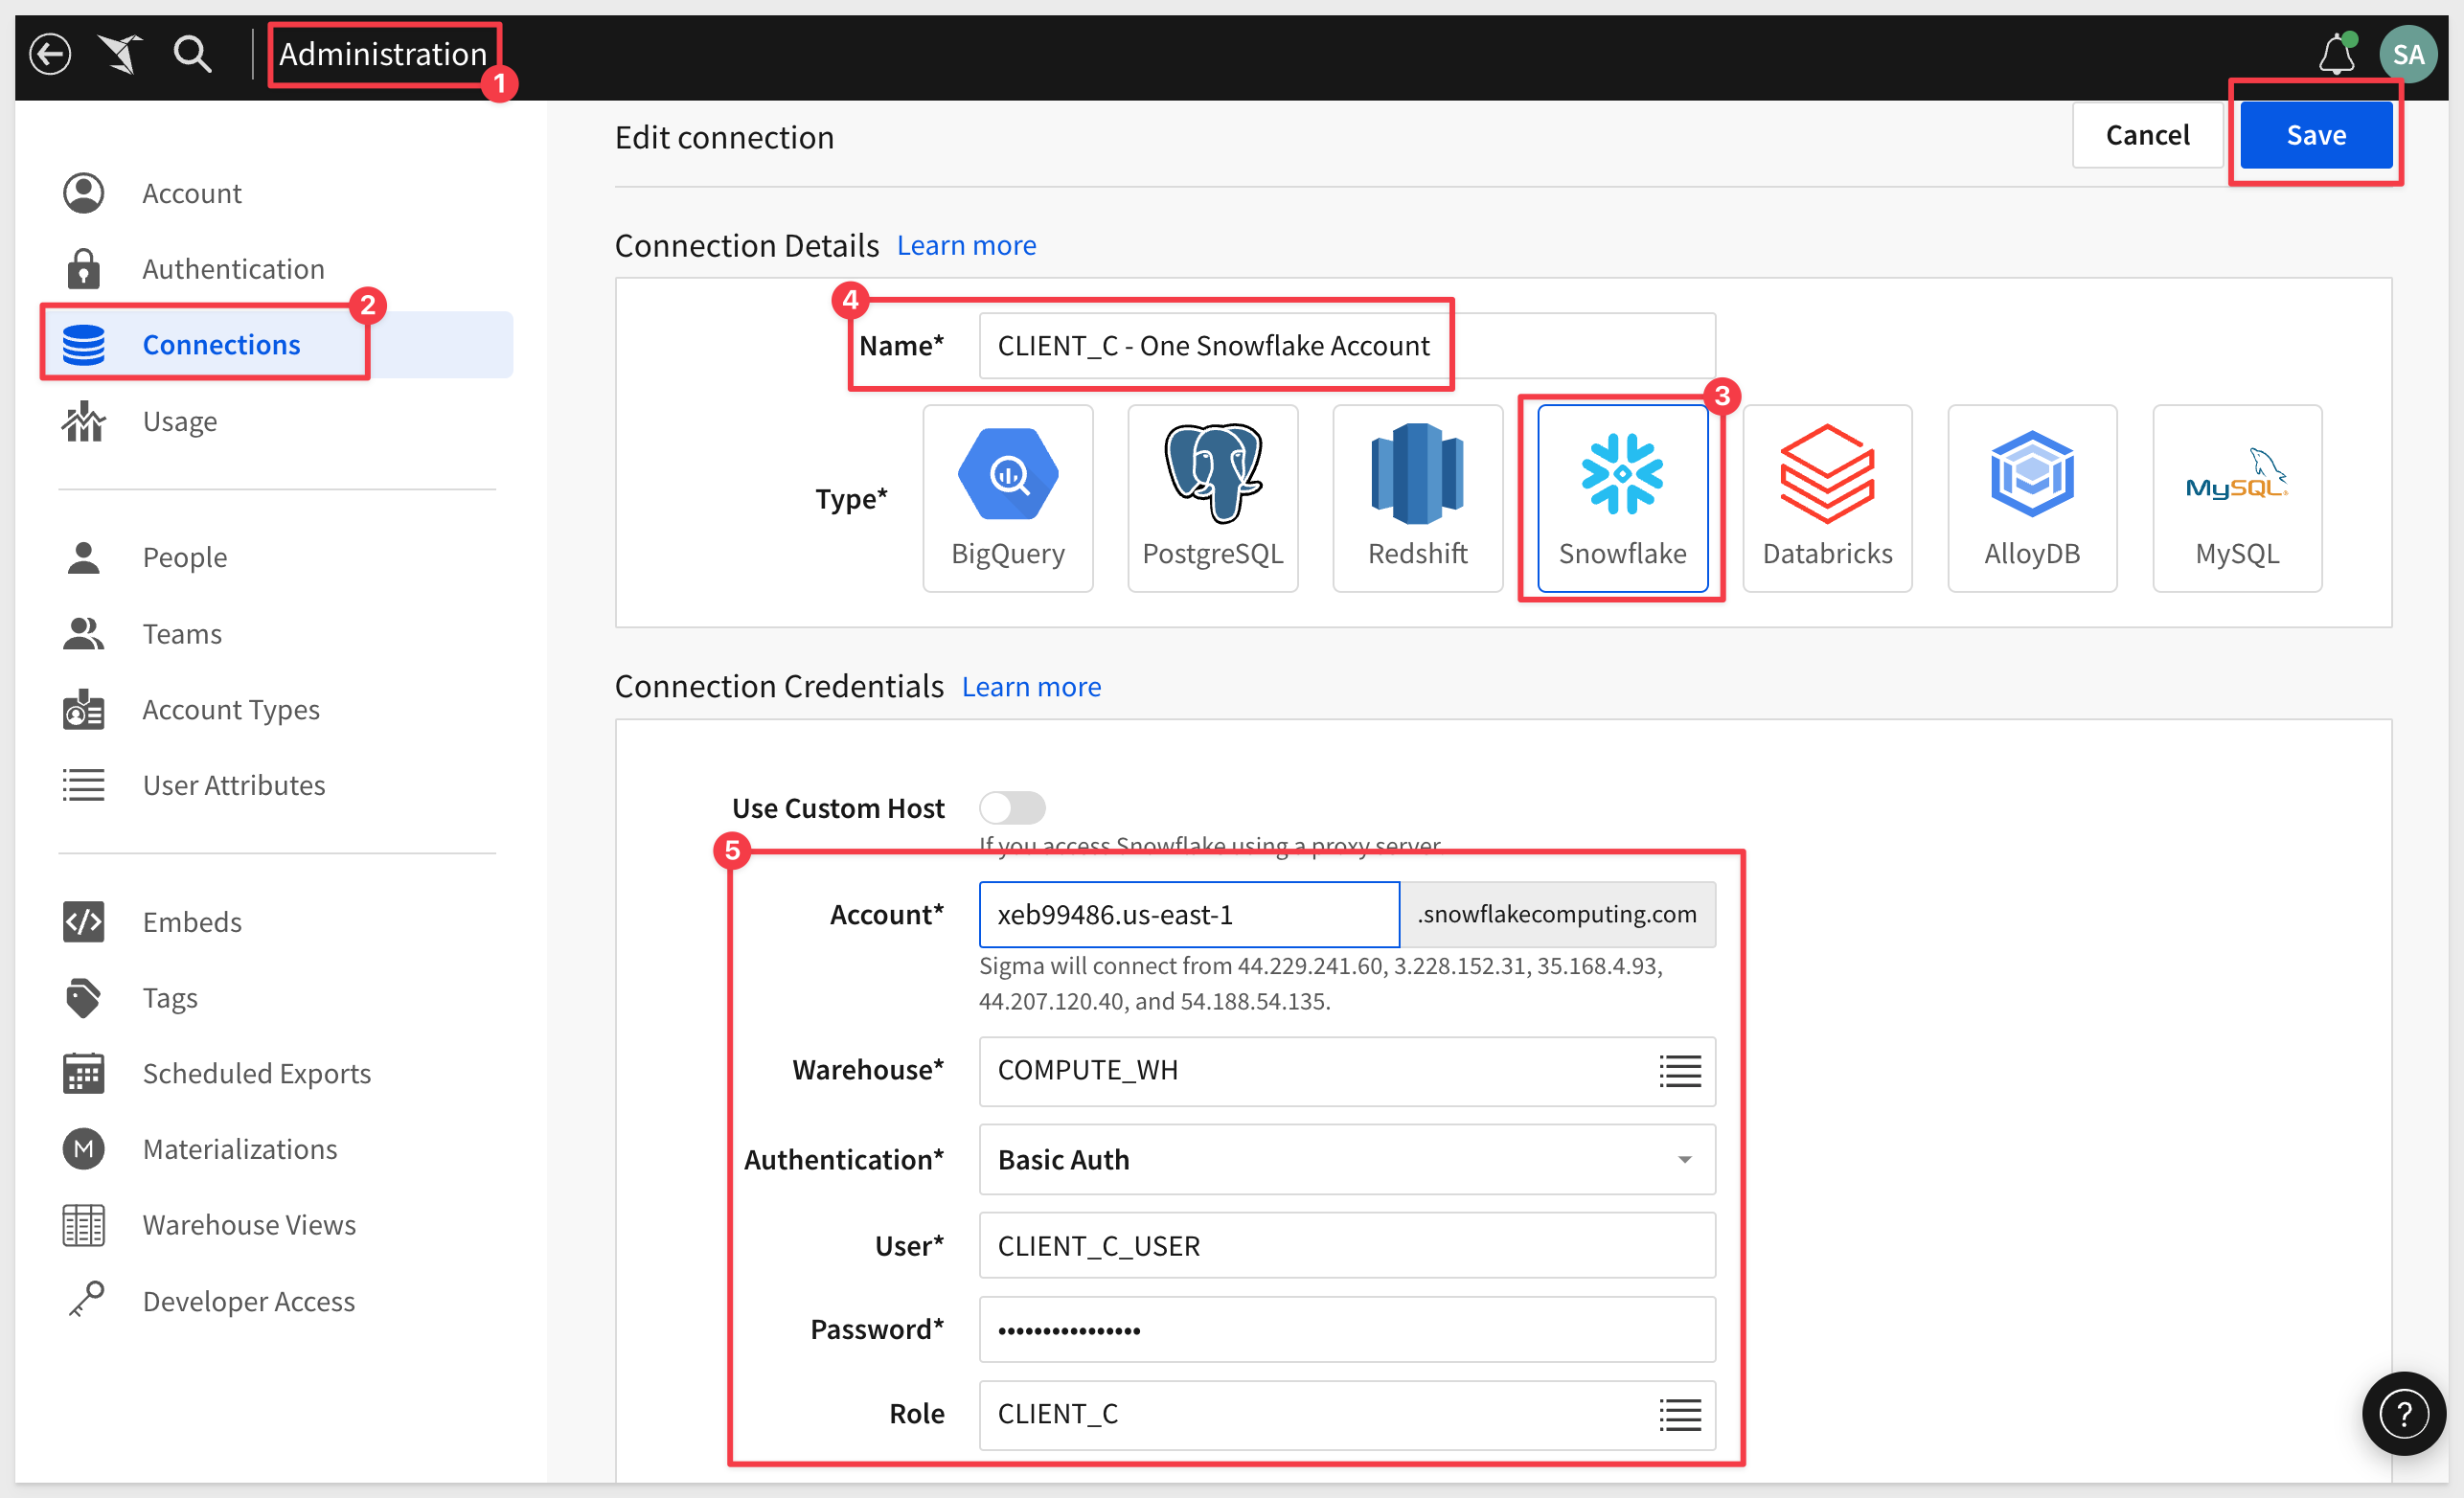 Administration
1
SA
Edit connection
Cancel
Save
Account
Authentication
2
Connections
Usage
People
Teams
Account Types
User Attributes
Embeds
Tags
Scheduled Exports
M
Materializations
Warehouse Views
Developer Access
Connection Details Learn more
4
Name* CLIENT_C - One Snowflake Account
3
Type*
MySQL
BigQuery PostgreSQL Redshift Snowflake Databricks AlloyDB MySQL
Connection Credentials Learn more
Use Custom Host
If you access Snowflake using a proxy server
5
Account* xeb99486.us-east-1 .snowflakecomputing.com
Sigma will connect from 44.229.241.60, 3.228.152.31, 35.168.4.93,
44.207.120.40, and 54.188.54.135.
Warehouse* COMPUTE_WH
Authentication* Basic Auth
User* CLIENT_C_USER
Password* ••••••••••••••••
Role CLIENT_C
?